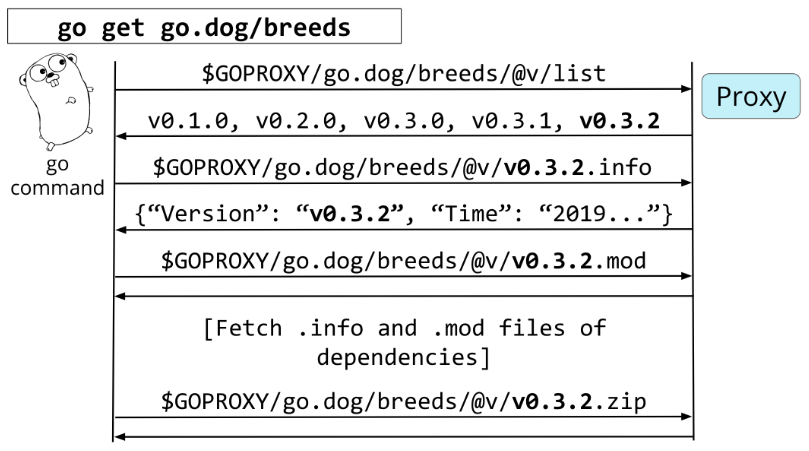 go get go.dog/breeds
$GOPROXY/go.dog/breeds/@v/list
Proxy
v0.1.0, v0.2.0, v0.3.0, v0.3.1, v0.3.2
go
command
$GOPROXY/go.dog/breeds/@v/v0.3.2.info
{“Version”: “v0.3.2”, “Time”: “2019...”}
$GOPROXY/go.dog/breeds/@v/v0.3.2.mod
[Fetch .info and .mod files of
dependencies]
$GOPROXY/go.dog/breeds/@v/v0.3.2.zip